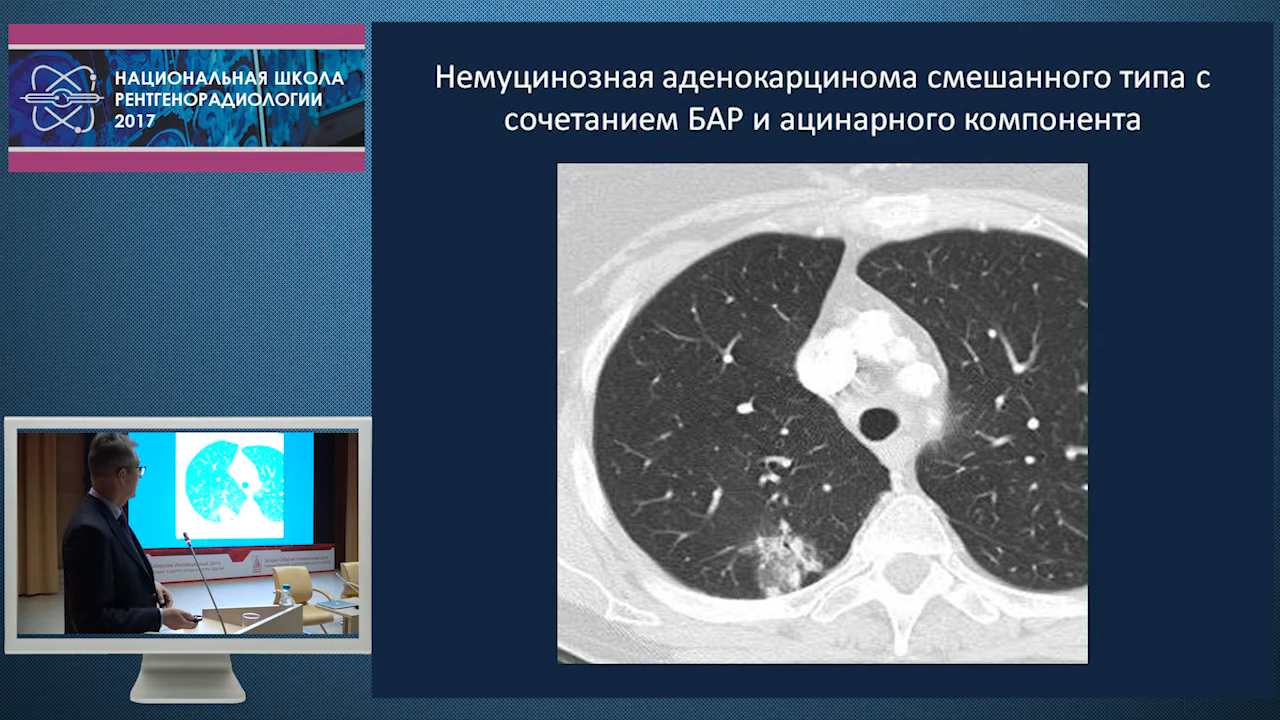 НАЦИОНАЛЬНАЯ ШКОЛА
РЕНТГЕНОРАДИОЛОГИИ
2017
Немуцинозная аденокарцинома смешанного типа с
сочетанием БАР и ацинарного компонента